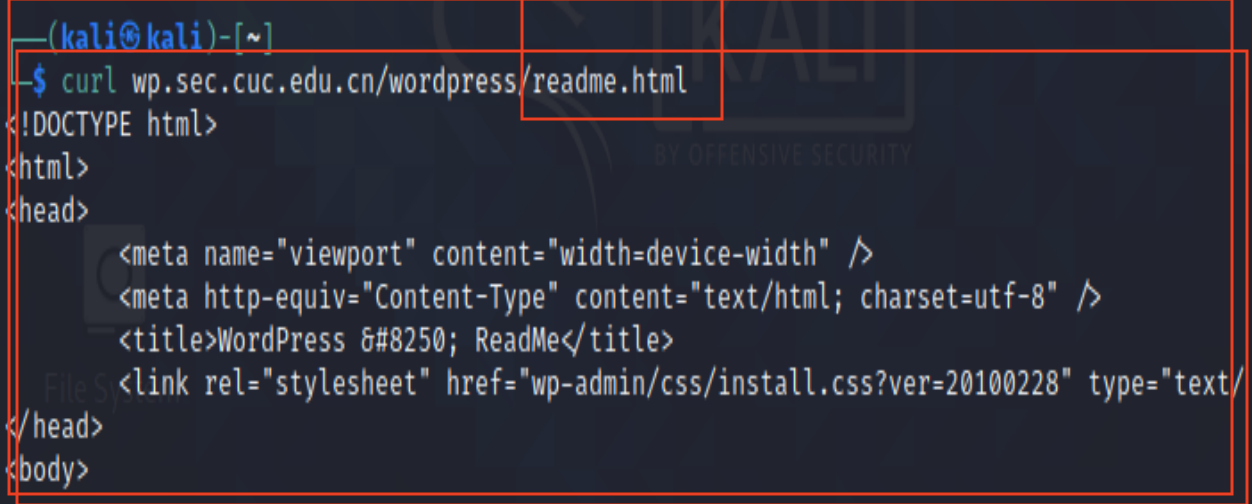 (kali㉿kali)-[~]
$ curl wp.sec.cuc.edu.cn/wordpress/readme.html
<!DOCTYPE html>
<html>
<head>
        <meta name="viewport" content="width=device-width" />
        <meta http-equiv="Content-Type" content="text/html; charset=utf-8" />
        <title>WordPress &#8250; ReadMe</title>
        <link rel="stylesheet" href="wp-admin/css/install.css?ver=20100228" type="text/
</head>
<body>
KALI
BY OFFENSIVE SECURITY
File System